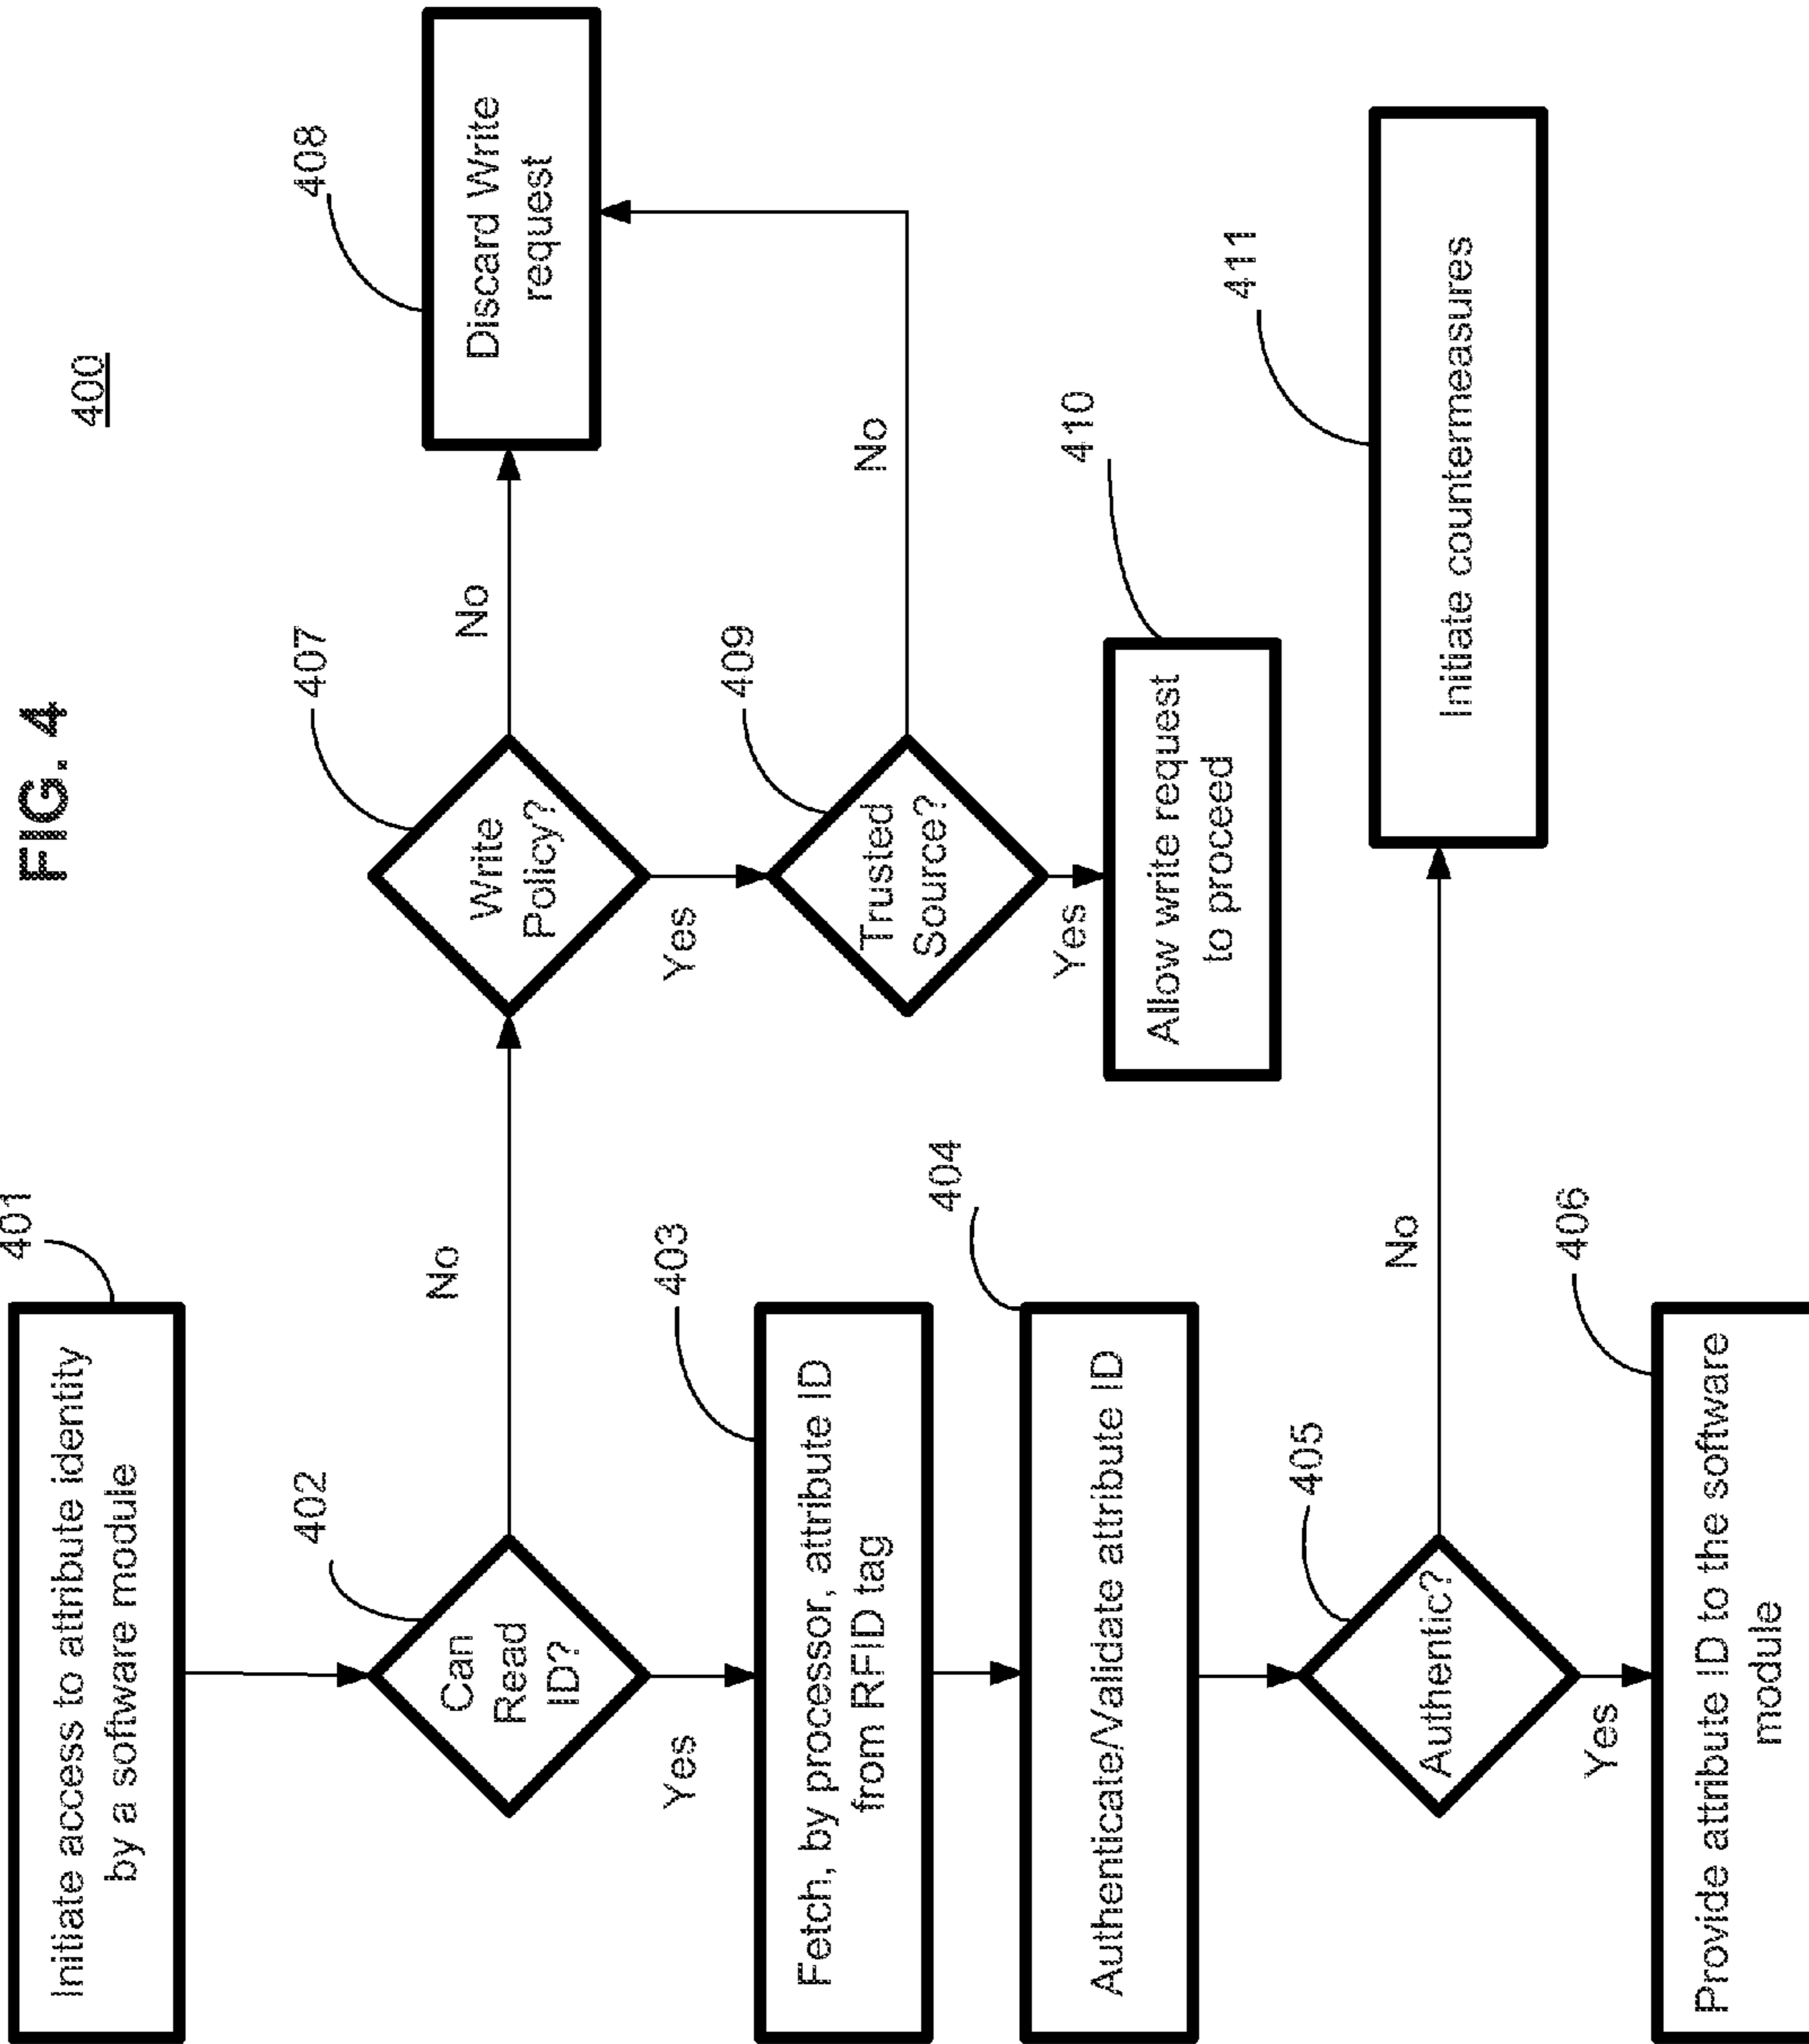 FIG. 4
400
401
Initiate access to attribute identity
by a software module
402
Can
Read
ID?
No
Yes
407
Write
Policy?
No
Yes
408
Discard Write
request
409
Trusted
Source?
No
Yes
410
Allow write request
to proceed
403
Fetch, by processor, attribute ID
from RFID tag
404
Authenticate/Validate attribute ID
405
Authentic?
No
Yes
411
Initiate countermeasures
406
Provide attribute ID to the software
module